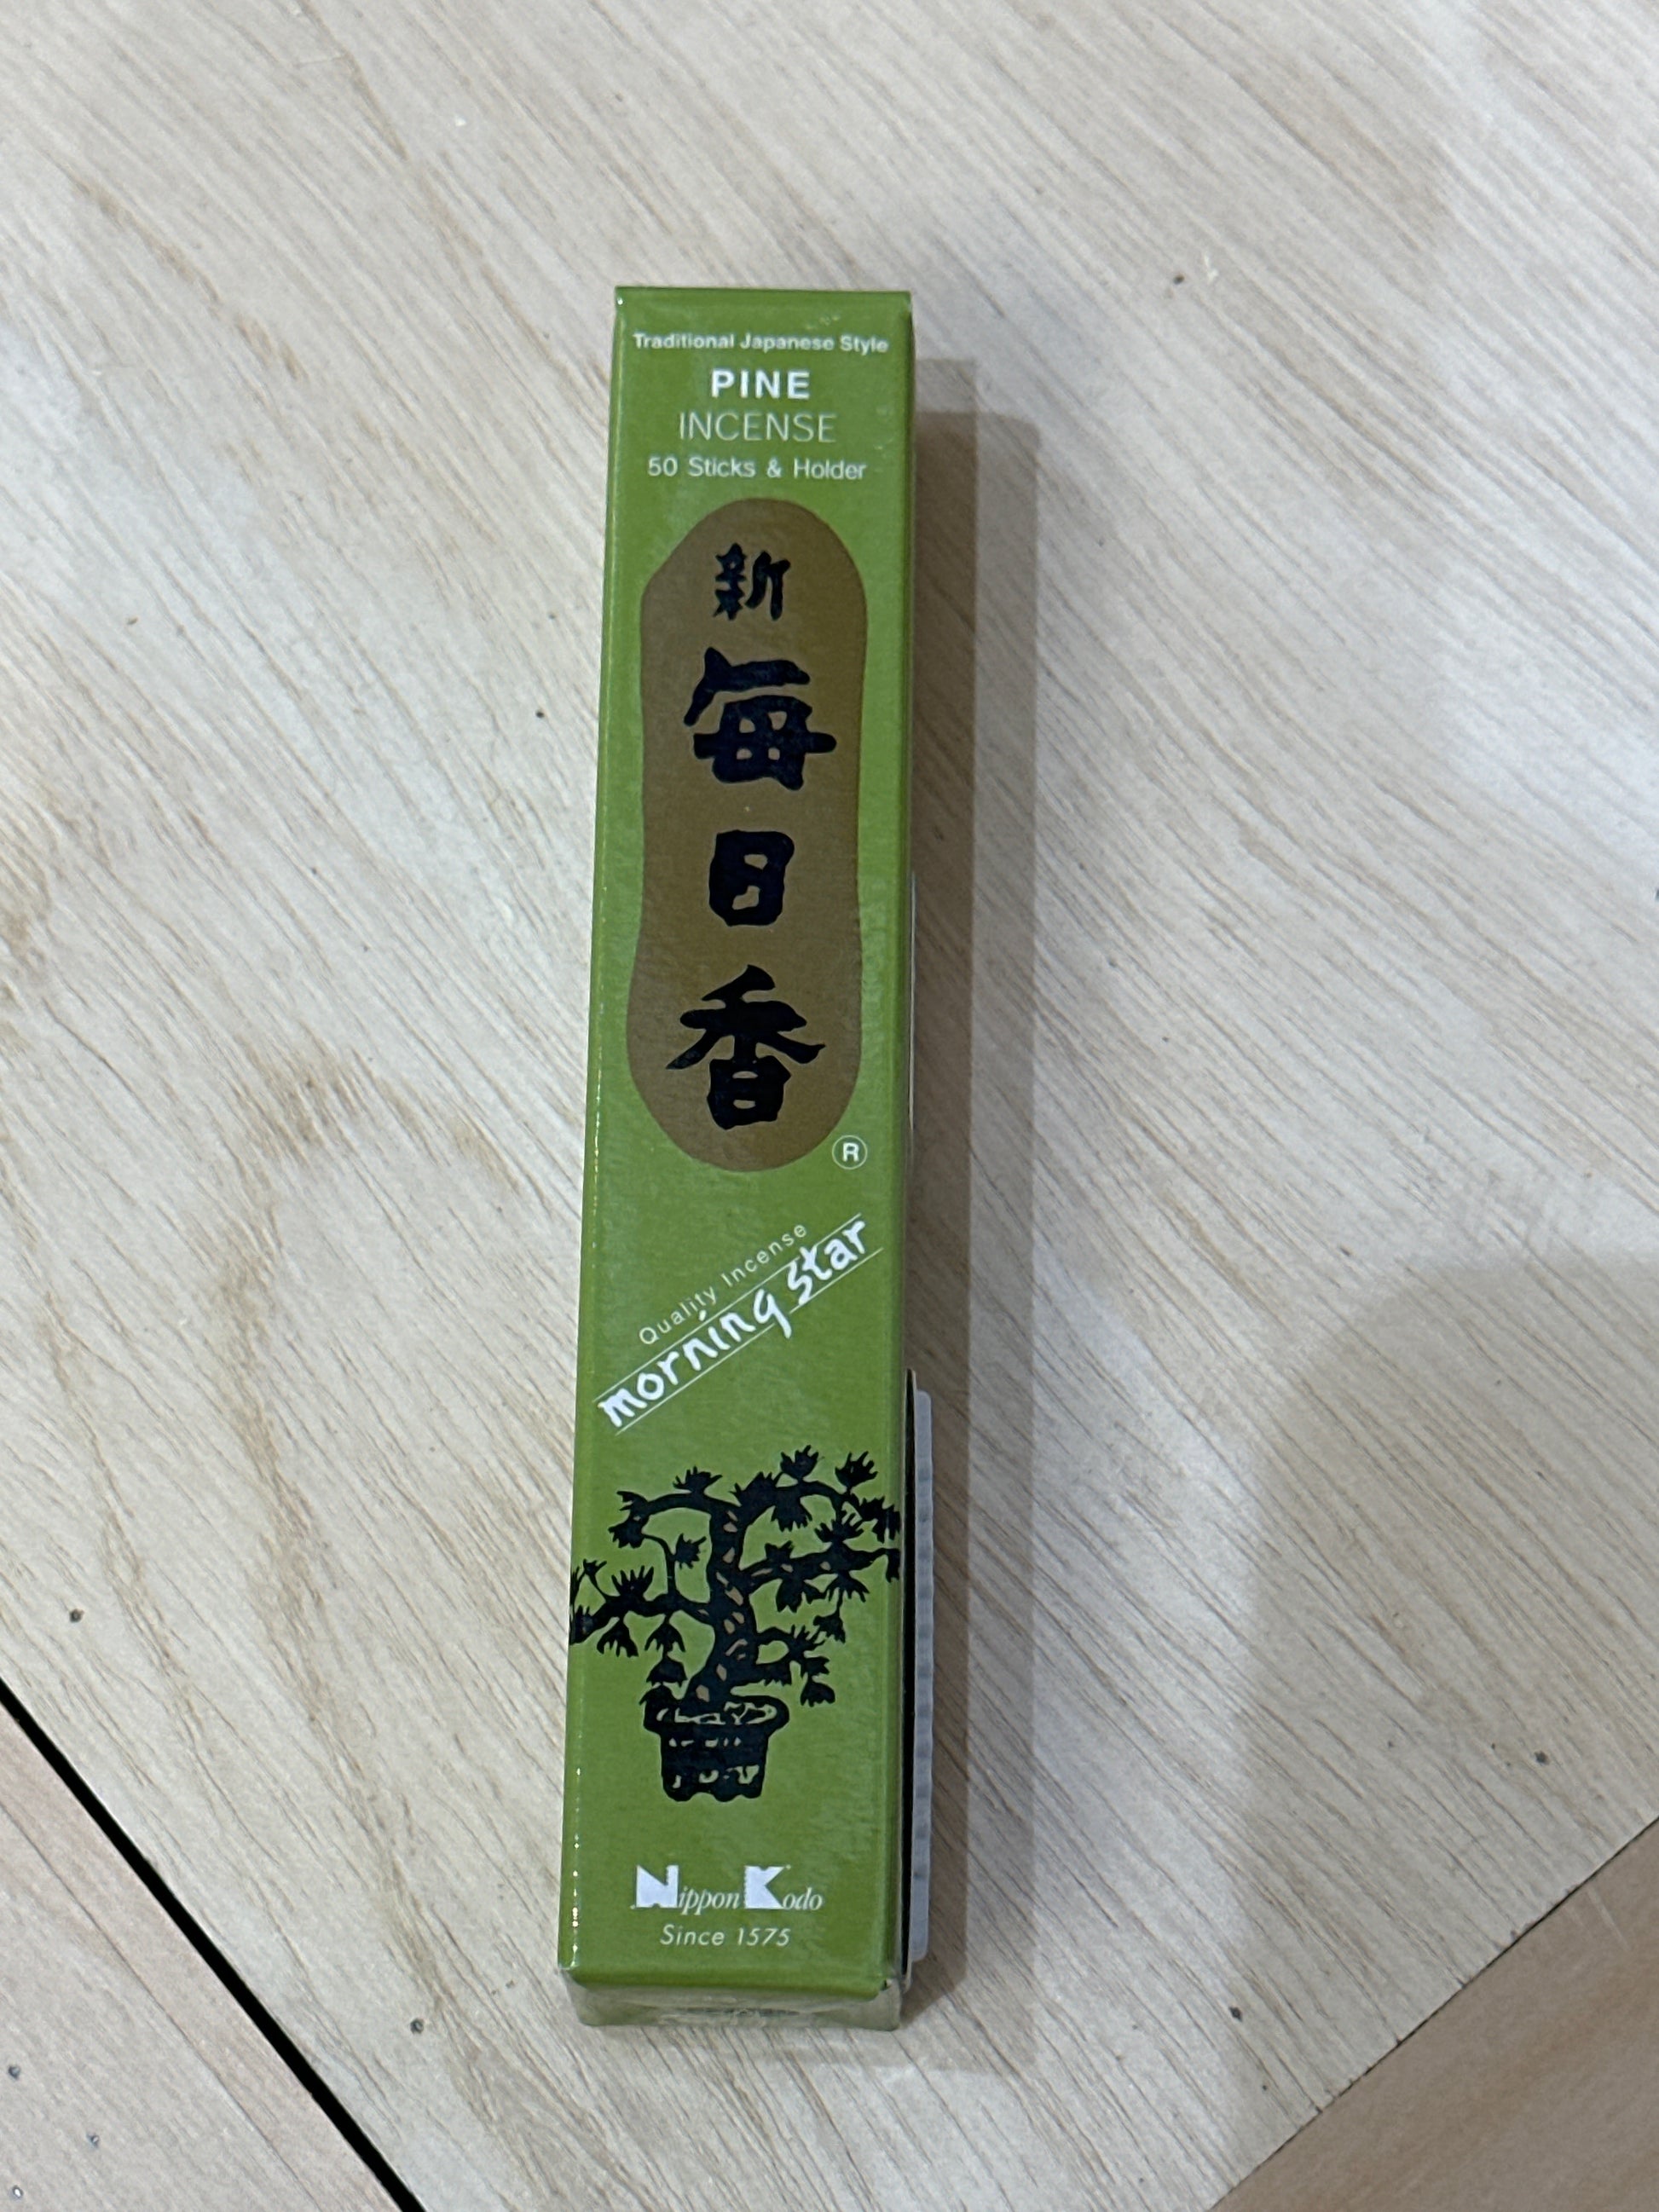 Traditional Japanese Style
PINE
INCENSE
50 Sticks & Holder
新
毎
日
香
®
Quality Incense
morning star
Nippon Kodo
Since 1575